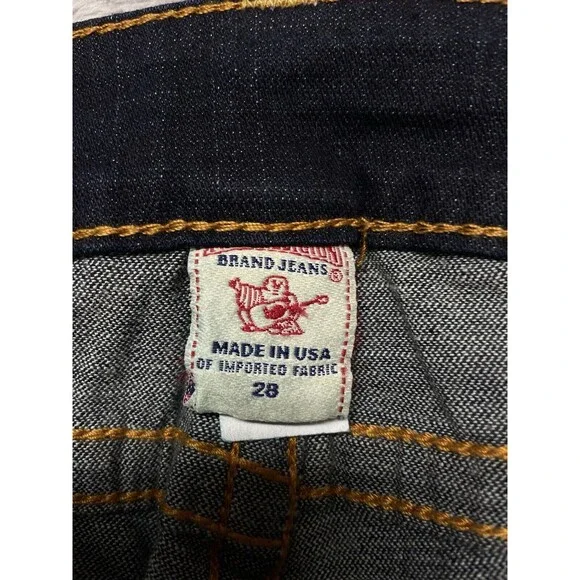 BRAND JEANS®
MADE IN USA
OF IMPORTED FABRIC
28